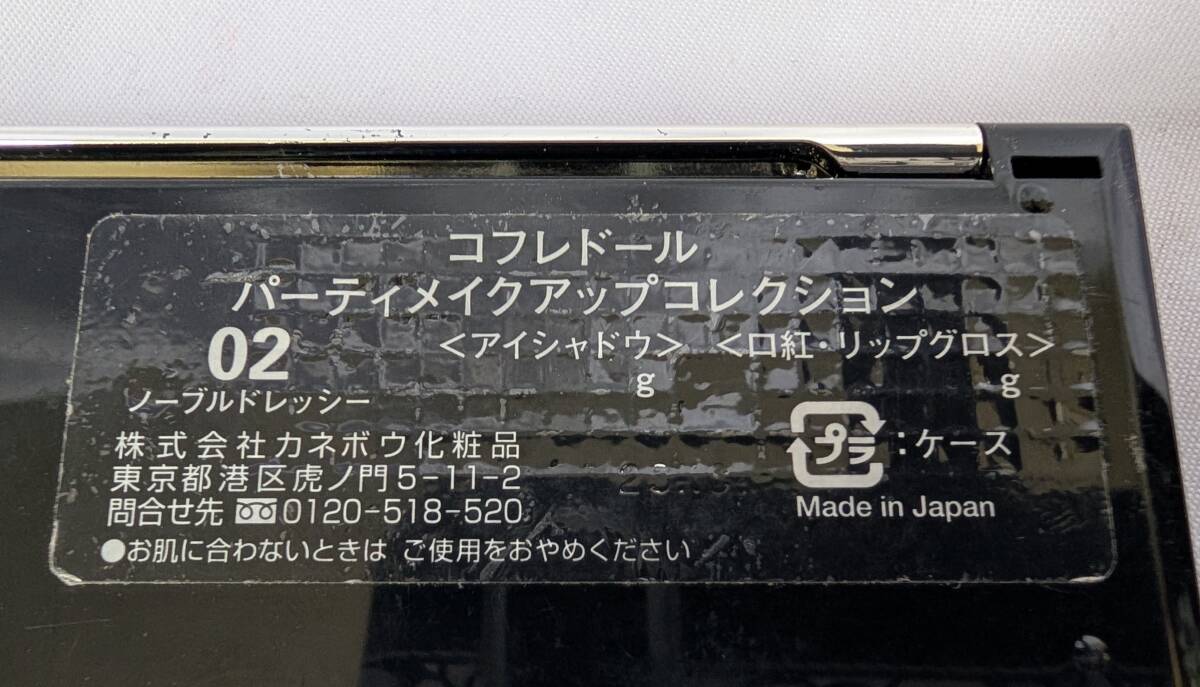 コフレドール
パーティメイクアップコレクション
02 <アイシャドウ> <口紅・リップグロス>
g g
ノーブルドレッシー
株式会社カネボウ化粧品
東京都港区虎ノ門5-11-2
問合せ先 0120-518-520
●お肌に合わないときは ご使用をおやめください
プラ :ケース
Made in Japan